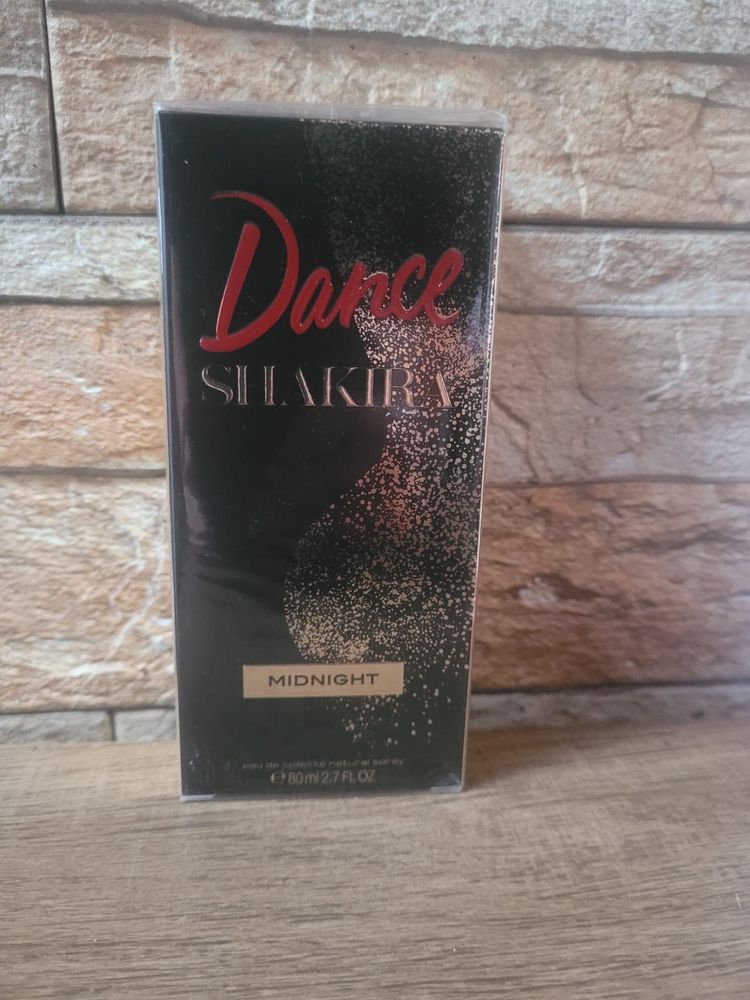 Dance
SHAKIRA
MIDNIGHT
eau de toilette natural spray
℮ 80 ml 2.7 FL OZ